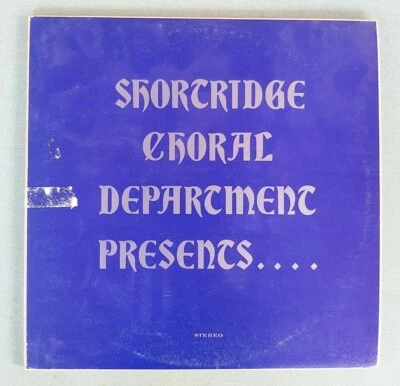 SHORTRIDGE
CHORAL
DEPARTMENT
PRESENTS....
STEREO